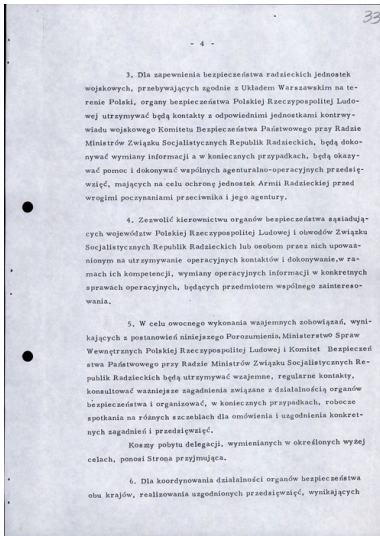 33
- 4 -
3. Dla zapewnienia bezpieczeństwa radzieckich jednostek
wojskowych, przebywających zgodnie z Układem Warszawskim na te-
renie Polski, organy bezpieczeństwa Polskiej Rzeczypospolitej Ludo-
wej utrzymywać będą kontakty z odpowiednimi jednostkami kontrwy-
wiadu wojskowego Komitetu Bezpieczeństwa Państwowego przy Radzie
Ministrów Związku Socjalistycznych Republik Radzieckich, będą doko-
nywać wymiany informacji a w koniecznych przypadkach, będą okazy-
wać pomoc i dokonywać wspólnych agenturalno-operacyjnych przedsię-
wzięć, mających na celu ochronę jednostek Armii Radzieckiej przed
wrogimi poczynaniami przeciwnika i jego agentury.
4. Zezwolić kierownictwu organów bezpieczeństwa sąsiadują-
cych województw Polskiej Rzeczypospolitej Ludowej i obwodów Związku
Socjalistycznych Republik Radzieckich lub osobom przez nich upoważ-
nionym na utrzymywanie operacyjnych kontaktów i dokonywanie,w ra-
mach ich kompetencji, wymiany operacyjnych informacji w konkretnych
sprawach operacyjnych, będących przedmiotem wspólnego zaintereso-
wania.
5. W celu owocnego wykonania wzajemnych zobowiązań, wyni-
kających z postanowień niniejszego Porozumienia,Ministerstwo Spraw
Wewnętrznych Polskiej Rzeczypospolitej Ludowej i Komitet Bezpieczeń
stwa Państwowego przy Radzie Ministrów Związku Socjalistycznych Re-
publik Radzieckich będą utrzymywać wzajemne, regularne kontakty,
konsultować ważniejsze zagadnienia związane z działalnością organów
bezpieczeństwa i organizować, w koniecznych przypadkach, robocze
spotkania na różnych szczeblach dla omówienia i uzgodnienia konkret-
nych zagadnień i przedsięwzięć.
Koszty pobytu delegacji, wymienianych w określonych wyżej
celach, ponosi Strona przyjmująca.
6. Dla koordynowania działalności organów bezpieczeństwa
obu krajów, realizowania uzgodnionych przedsięwzięć, wynikających